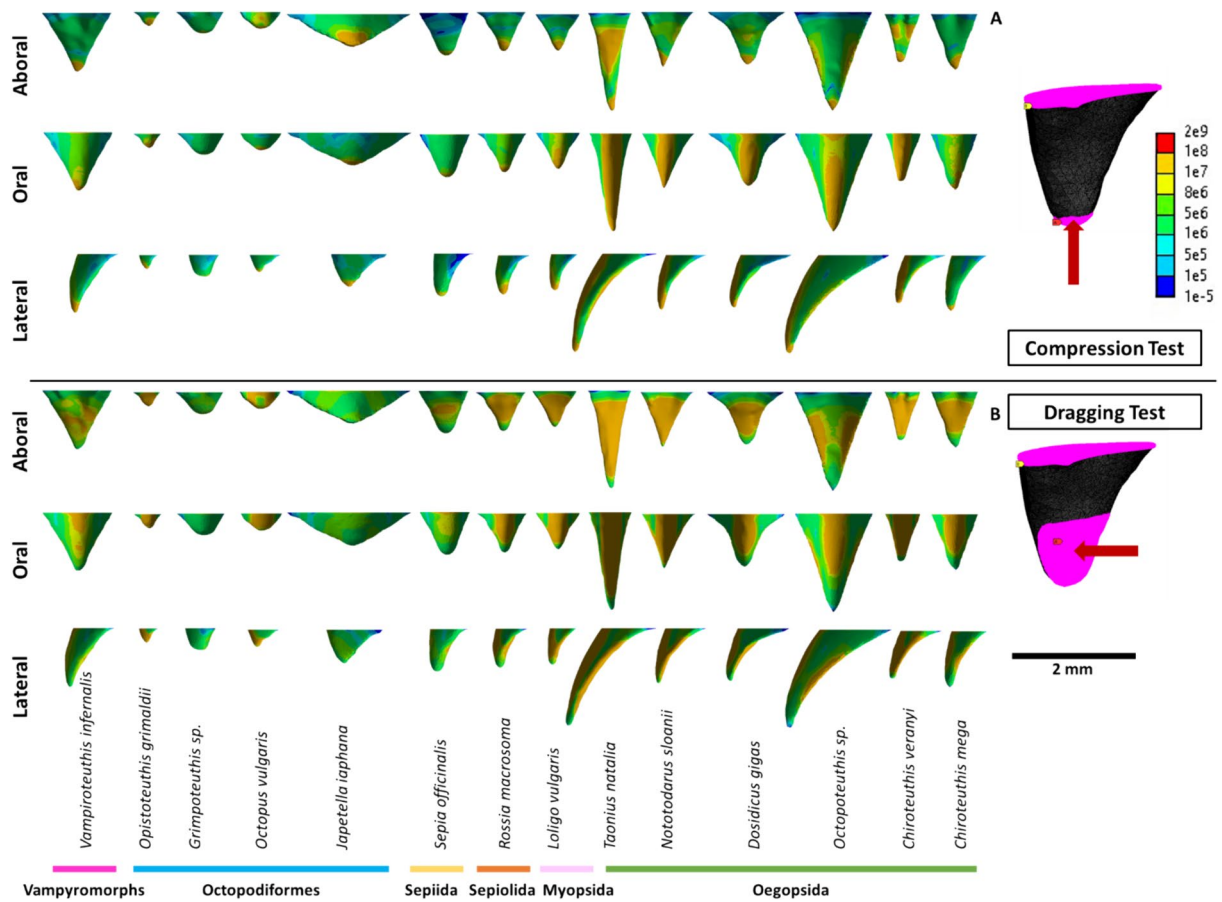 A
Aboral
Oral
Lateral
2e9
1e8
1e7
8e6
5e6
1e6
5e5
1e5
1e-5
Compression Test
B
Dragging Test
Aboral
Oral
Lateral
2 mm
Vampiroteuthis infernalis
Opistoteuthis grimaldii
Grimpoteuthis sp.
Octopus vulgaris
Japetella iaphana
Sepia officinalis
Rossia macrosoma
Loligo vulgaris
Taonius natalia
Nototodarus sloanii
Dosidicus gigas
Octopoteuthis sp.
Chiroteuthis veranyi
Chiroteuthis mega
Vampyromorphs
Octopodiformes
Sepiida
Sepiolida
Myopsida
Oegopsida